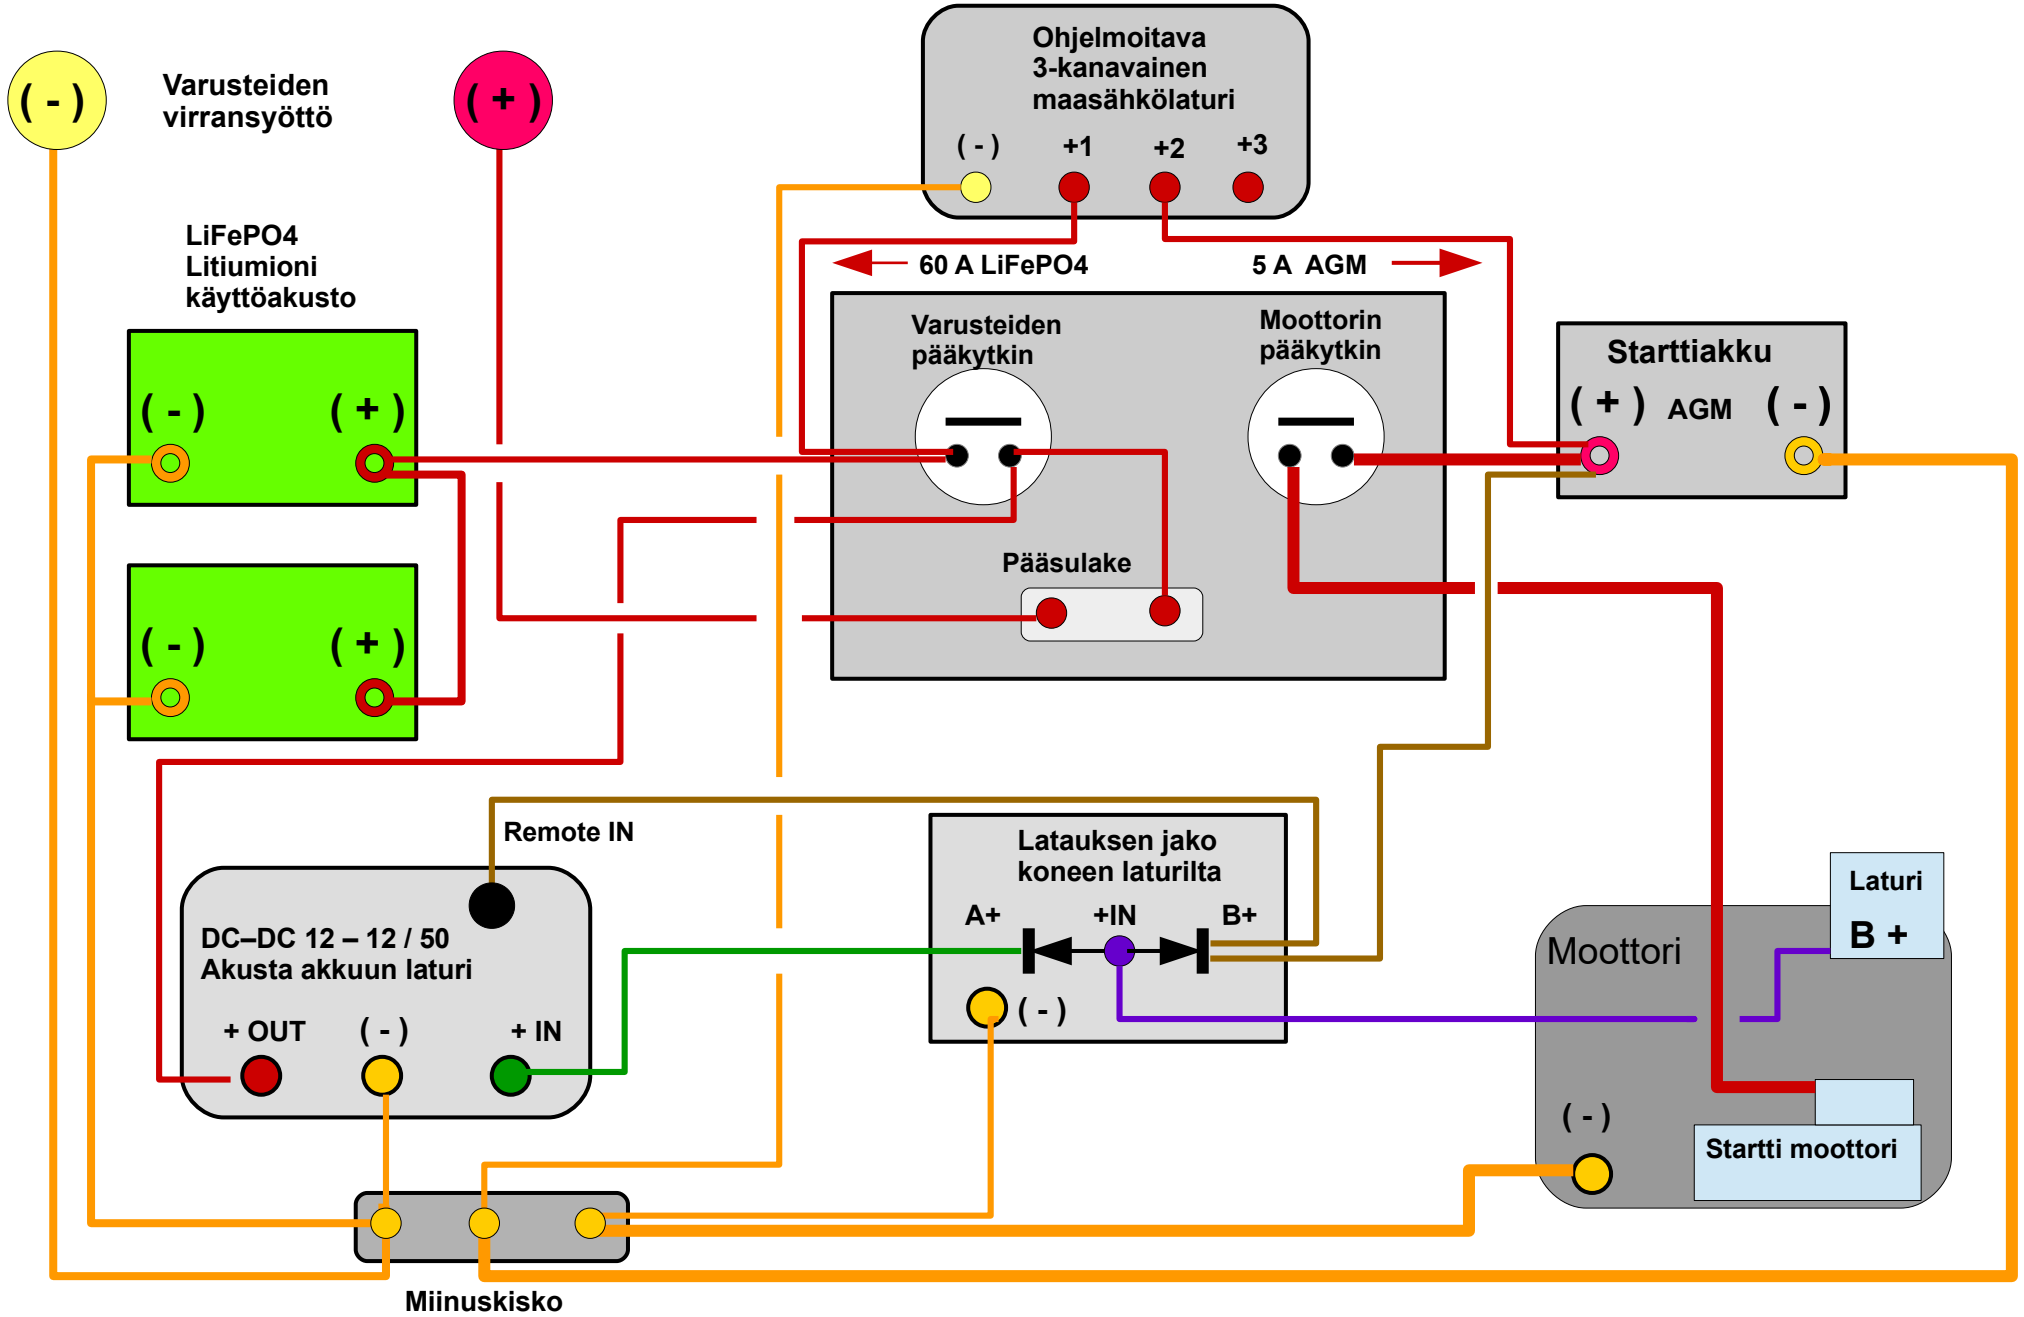 Ohjelmoitava
3-kanavainen
maasähkölaturi
( - ) +1 +2 +3
( - )
Varusteiden
virransyöttö
( + )
LiFePO4
Litiumioni
käyttöakusto
( - ) ( + )
( - ) ( + )
60 A LiFePO4
5 A AGM
Varusteiden
pääkytkin
Moottorin
pääkytkin
Pääsulake
Starttiakku
( + ) AGM ( - )
Remote IN
DC–DC 12 – 12 / 50
Akusta akkuun laturi
+ OUT ( - ) + IN
Latauksen jako
koneen laturilta
A+ +IN B+
( - )
Laturi
B +
Moottori
( - )
Startti moottori
Miinuskisko